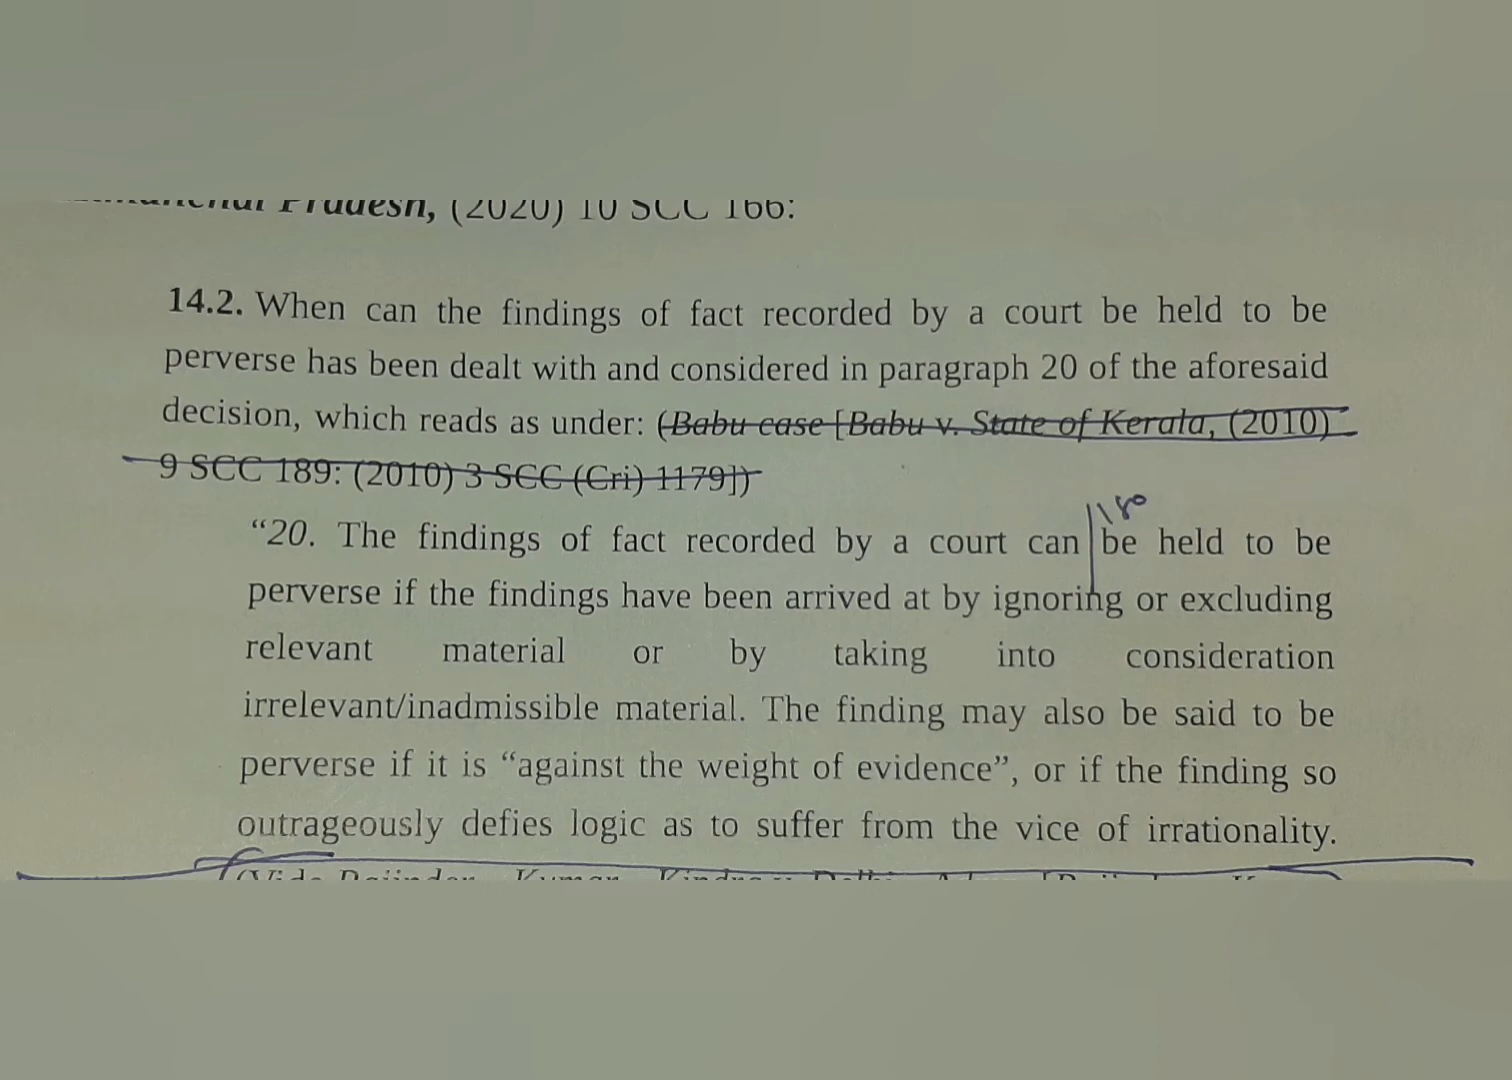 Pradesh, (2020) 10 SCC 166:
14.2. When can the findings of fact recorded by a court be held to be
perverse has been dealt with and considered in paragraph 20 of the aforesaid
decision, which reads as under: (Babu case [Babu v. State of Kerala, (2010)
9 SCC 189: (2010) 3 SCC (Cri) 1179])
180
“20. The findings of fact recorded by a court can be held to be
perverse if the findings have been arrived at by ignoring or excluding
relevant material or by taking into consideration
irrelevant/inadmissible material. The finding may also be said to be
perverse if it is “against the weight of evidence”, or if the finding so
outrageously defies logic as to suffer from the vice of irrationality.